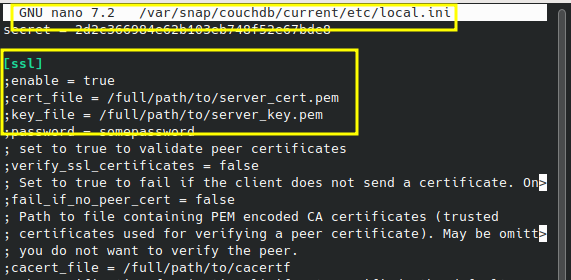 GNU nano 7.2 /var/snap/couchdb/current/etc/local.ini
secret = 2d2c366984e62b103eb748f52e67bde8
[ssl]
;enable = true
;cert_file = /full/path/to/server_cert.pem
;key_file = /full/path/to/server_key.pem
;password = somepassword
; set to true to validate peer certificates
;verify_ssl_certificates = false
; Set to true to fail if the client does not send a certificate. On>
;fail_if_no_peer_cert = false
; Path to file containing PEM encoded CA certificates (trusted
; certificates used for verifying a peer certificate). May be omitt>
; you do not want to verify the peer.
;cacert_file = /full/path/to/cacertf